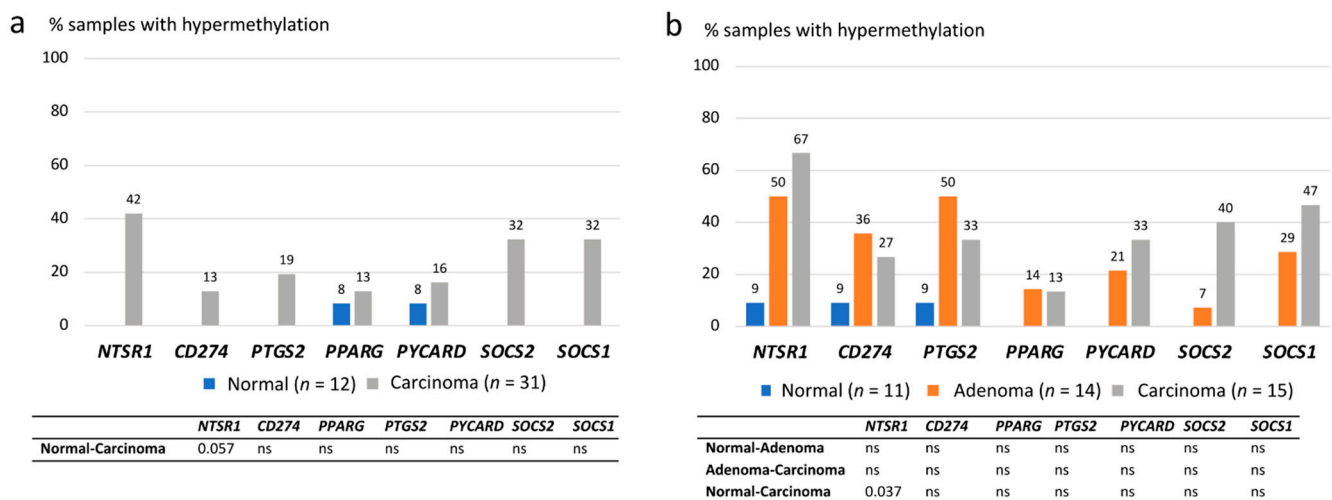 a
% samples with hypermethylation
100
80
60
40
20
0
42
13
19
8
13
8
16
32
32
NTSR1 CD274 PTGS2 PPARG PYCARD SOCS2 SOCS1
Normal (n = 12) Carcinoma (n = 31)
NTSR1 CD274 PPARG PTGS2 PYCARD SOCS2 SOCS1
Normal-Carcinoma 0.057 ns ns ns ns ns ns
b
% samples with hypermethylation
100
80
60
40
20
0
9
50
67
9
36
27
9
50
33
14
13
21
33
7
40
29
47
NTSR1 CD274 PTGS2 PPARG PYCARD SOCS2 SOCS1
Normal (n = 11) Adenoma (n = 14) Carcinoma (n = 15)
NTSR1 CD274 PPARG PTGS2 PYCARD SOCS2 SOCS1
Normal-Adenoma ns ns ns ns ns ns ns
Adenoma-Carcinoma ns ns ns ns ns ns ns
Normal-Carcinoma 0.037 ns ns ns ns ns ns